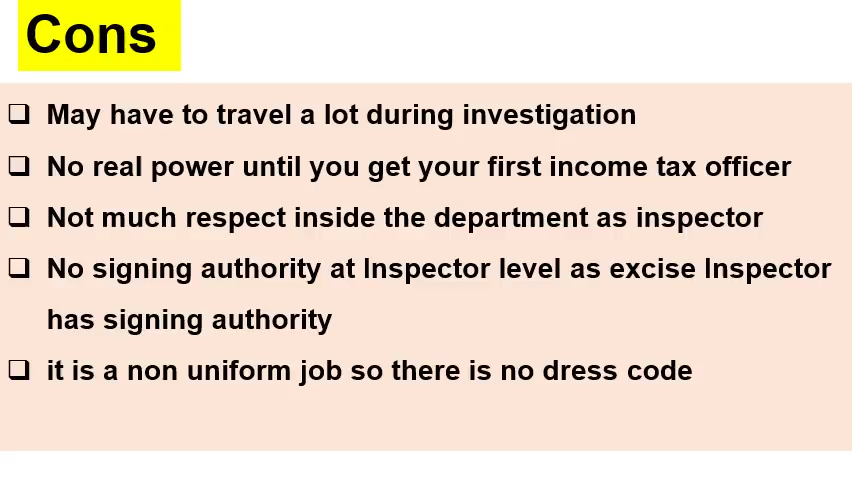 Cons
❑ May have to travel a lot during investigation
❑ No real power until you get your first income tax officer
❑ Not much respect inside the department as inspector
❑ No signing authority at Inspector level as excise Inspector
has signing authority
❑ it is a non uniform job so there is no dress code